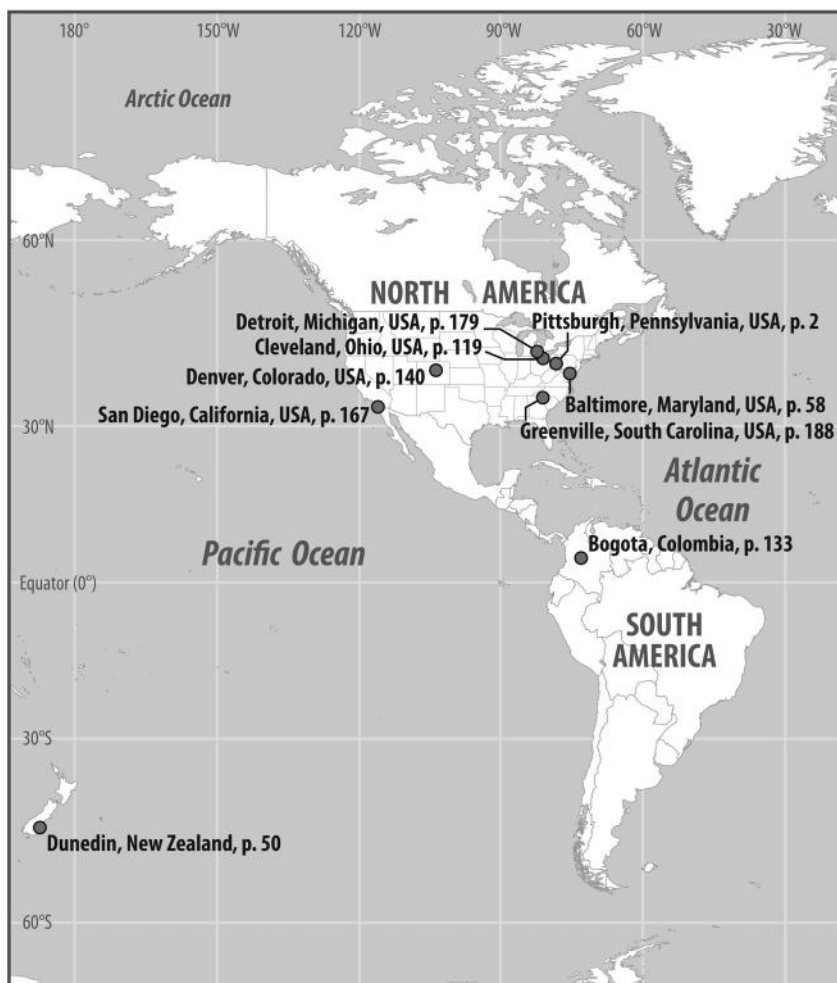 180° 150°W 120°W 90°W 60°W 30°W
Arctic Ocean
60°N
NORTH AMERICA
Detroit, Michigan, USA, p. 179
Pittsburgh, Pennsylvania, USA, p. 2
Cleveland, Ohio, USA, p. 119
Denver, Colorado, USA, p. 140
San Diego, California, USA, p. 167
Baltimore, Maryland, USA, p. 58
30°N
Greenville, South Carolina, USA, p. 188
Atlantic
Ocean
Pacific Ocean
Bogota, Colombia, p. 133
Equator (0°)
SOUTH
AMERICA
30°S
Dunedin, New Zealand, p. 50
60°S